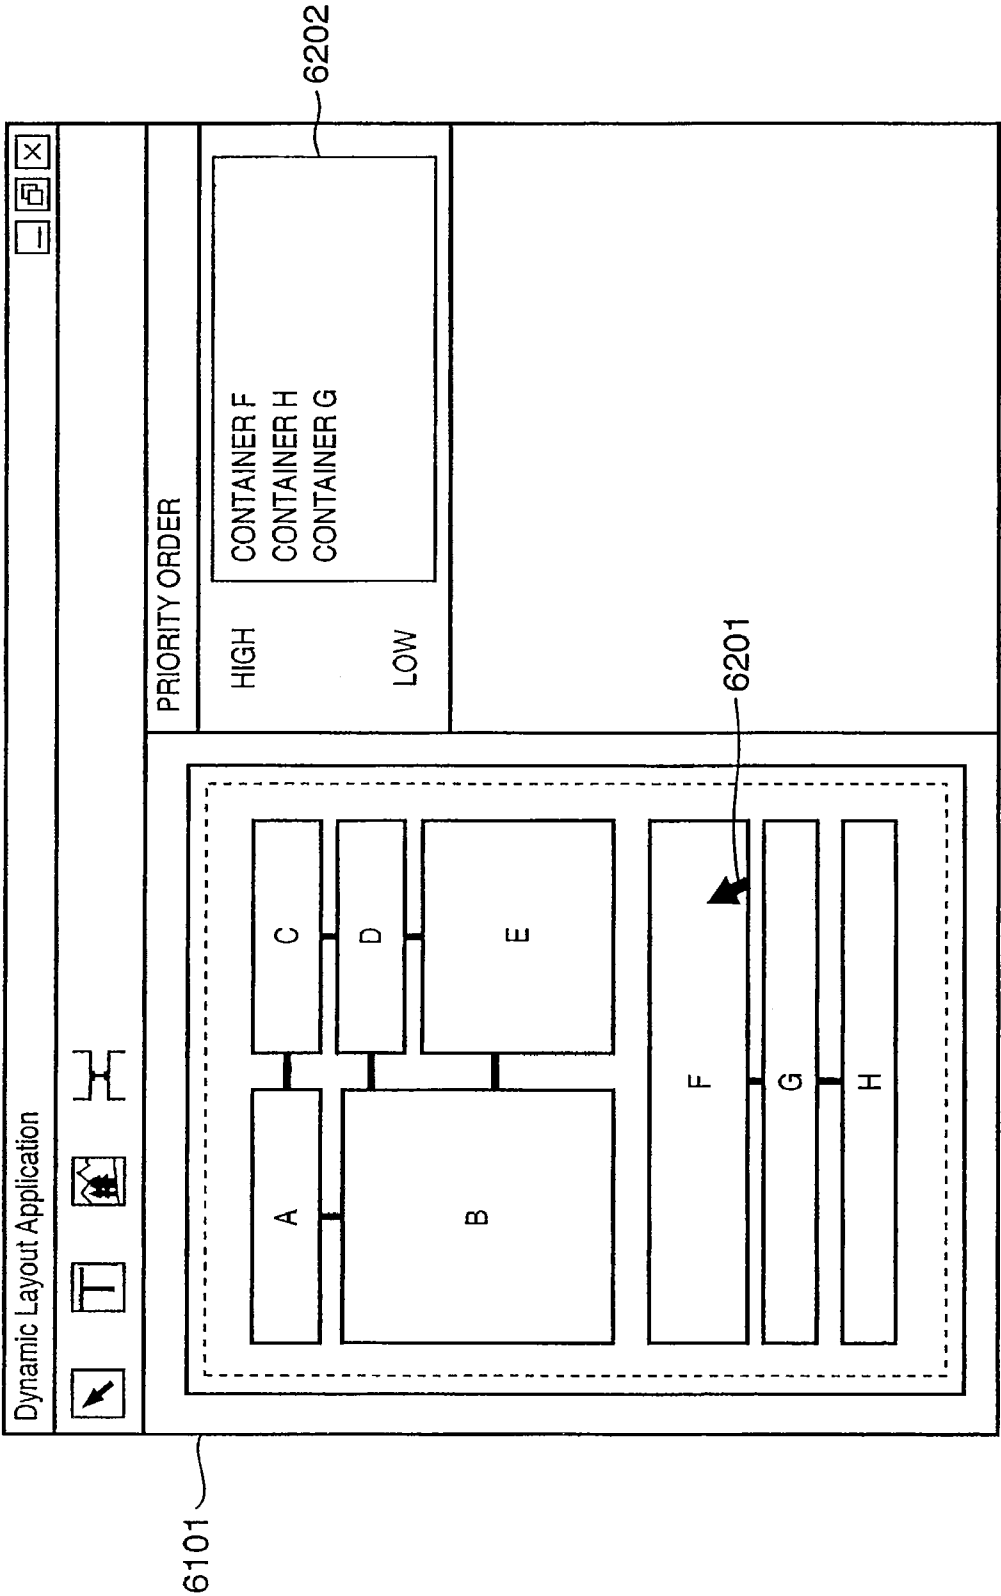 6101
Dynamic Layout Application
T
PRIORITY ORDER
HIGH
CONTAINER F
CONTAINER H
CONTAINER G
LOW
6202
A
C
D
B
E
F
G
H
6201